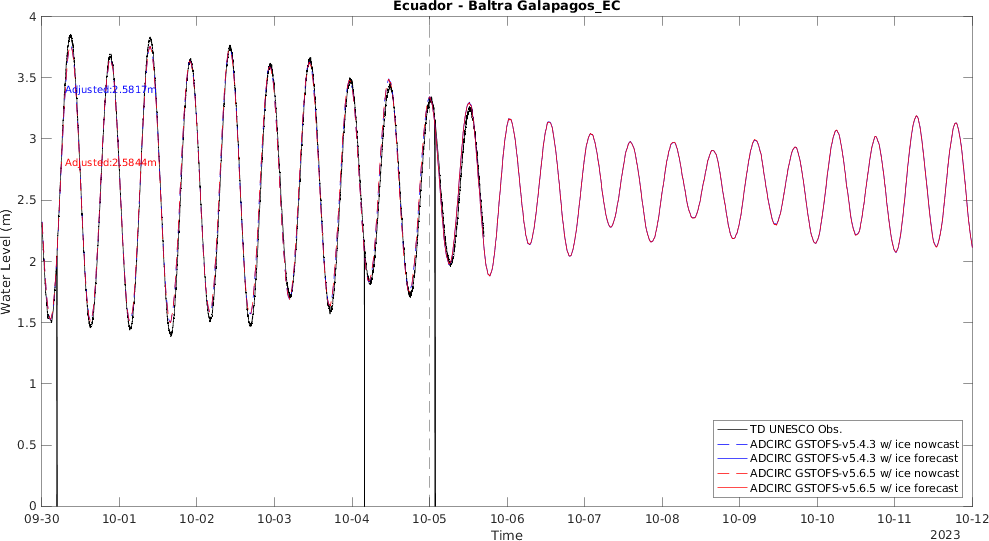 Ecuador - Baltra Galapagos_EC
4
3.5
3
2.5
2
1.5
1
0.5
0
Water Level (m)
Adjusted:2.5817m
Adjusted:2.5844m
TD UNESCO Obs.
ADCIRC GSTOFS-v5.4.3 w/ ice nowcast
ADCIRC GSTOFS-v5.4.3 w/ ice forecast
ADCIRC GSTOFS-v5.6.5 w/ ice nowcast
ADCIRC GSTOFS-v5.6.5 w/ ice forecast
09-30 10-01 10-02 10-03 10-04 10-05 10-06 10-07 10-08 10-09 10-10 10-11 10-12
Time
2023